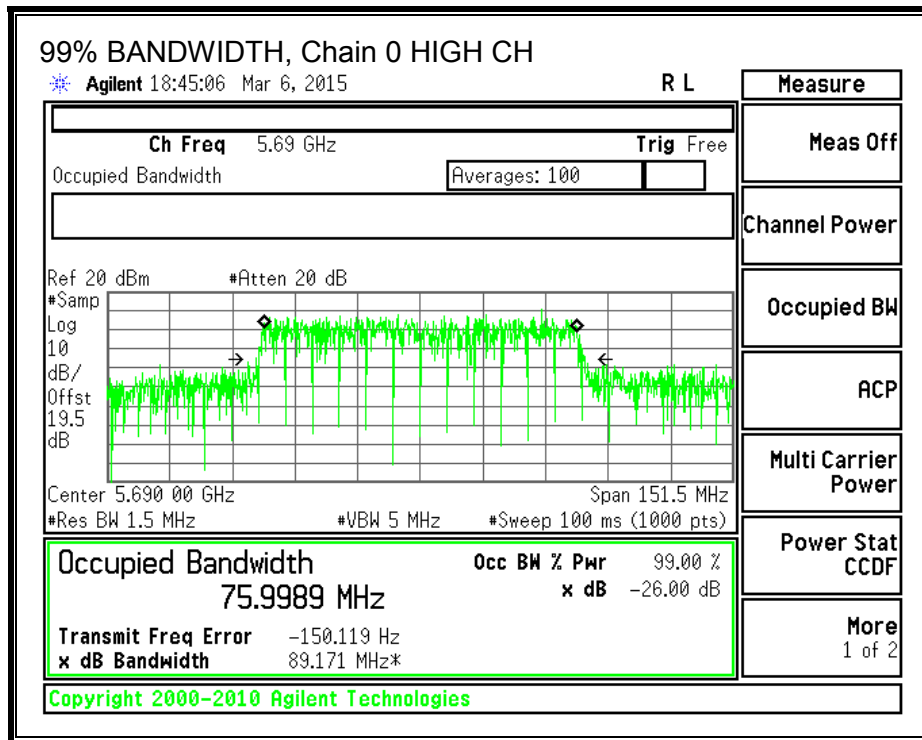 99% BANDWIDTH, Chain 0 HIGH CH
Agilent 18:45:06 Mar 6, 2015 R L
Measure
Ch Freq 5.69 GHz Trig Free
Meas Off
Occupied Bandwidth Averages: 100
Channel Power
Ref 20 dBm #Atten 20 dB
#Samp
Log
10
dB/
Offst
19.5
dB
Occupied BW
ACP
Multi Carrier
Power
Center 5.690 00 GHz Span 151.5 MHz
#Res BW 1.5 MHz #VBW 5 MHz #Sweep 100 ms (1000 pts)
Power Stat
CCDF
Occupied Bandwidth Occ BW % Pwr 99.00 %
75.9989 MHz x dB -26.00 dB
Transmit Freq Error -150.119 Hz
x dB Bandwidth 89.171 MHz*
More
1 of 2
Copyright 2000-2010 Agilent Technologies